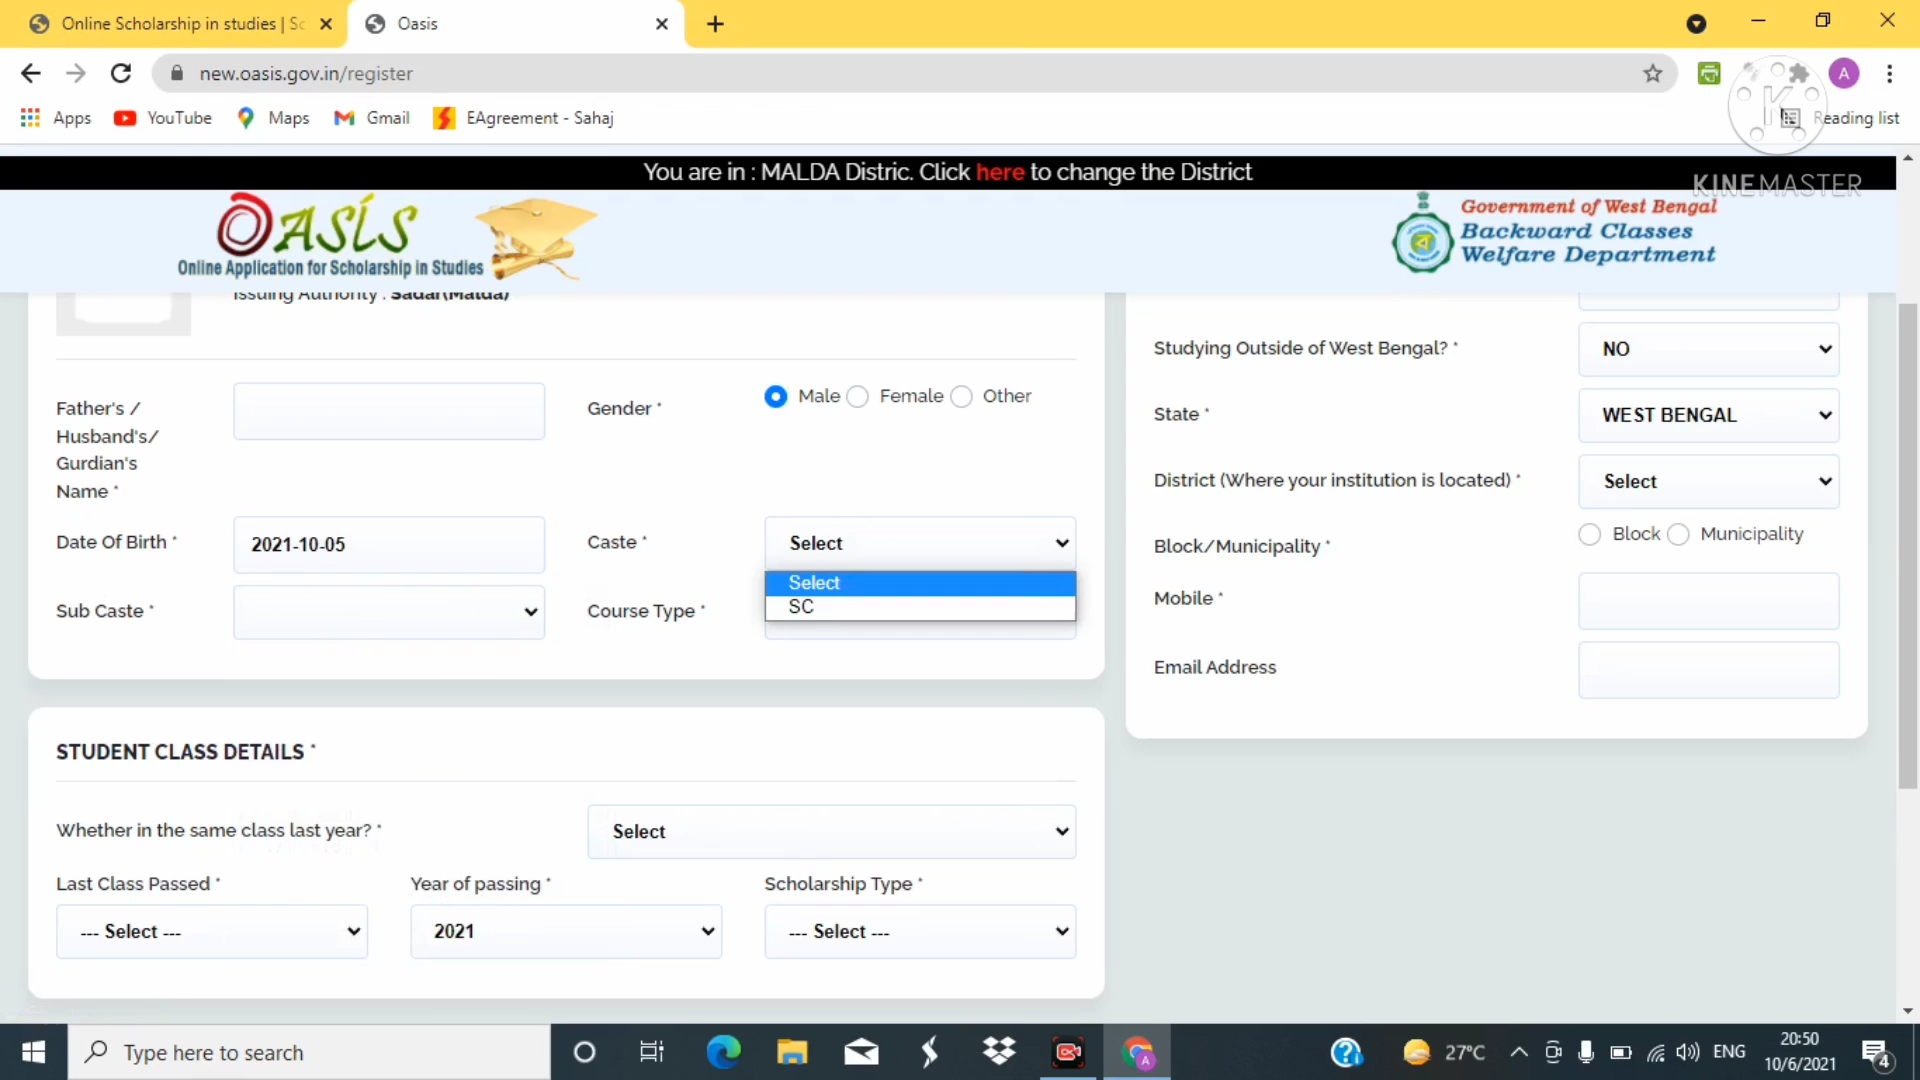 Online Scholarship in studies | Sc
Oasis
new.oasis.gov.in/register
A
Apps
YouTube
Maps
Gmail
EAgreement - Sahaj
Reading list
K
You are in : MALDA Distric. Click here to change the District
KINEMASTER
OASIS
Online Application for Scholarship in Studies
Government of West Bengal
Backward Classes
Welfare Department
Issuing Authority : Sadar(Malda)
Father's /
Husband's/
Gurdian's
Name *
Gender *
Male
Female
Other
Date Of Birth *
2021-10-05
Caste *
Select
Select
SC
Sub Caste *
Course Type *
Studying Outside of West Bengal? *
NO
State *
WEST BENGAL
District (Where your institution is located) *
Select
Block/Municipality *
Block
Municipality
Mobile *
Email Address
STUDENT CLASS DETAILS *
Whether in the same class last year? *
Select
Last Class Passed *
Year of passing *
Scholarship Type *
--- Select ---
2021
--- Select ---
Type here to search
27°C
ENG
20:50
10/6/2021
4